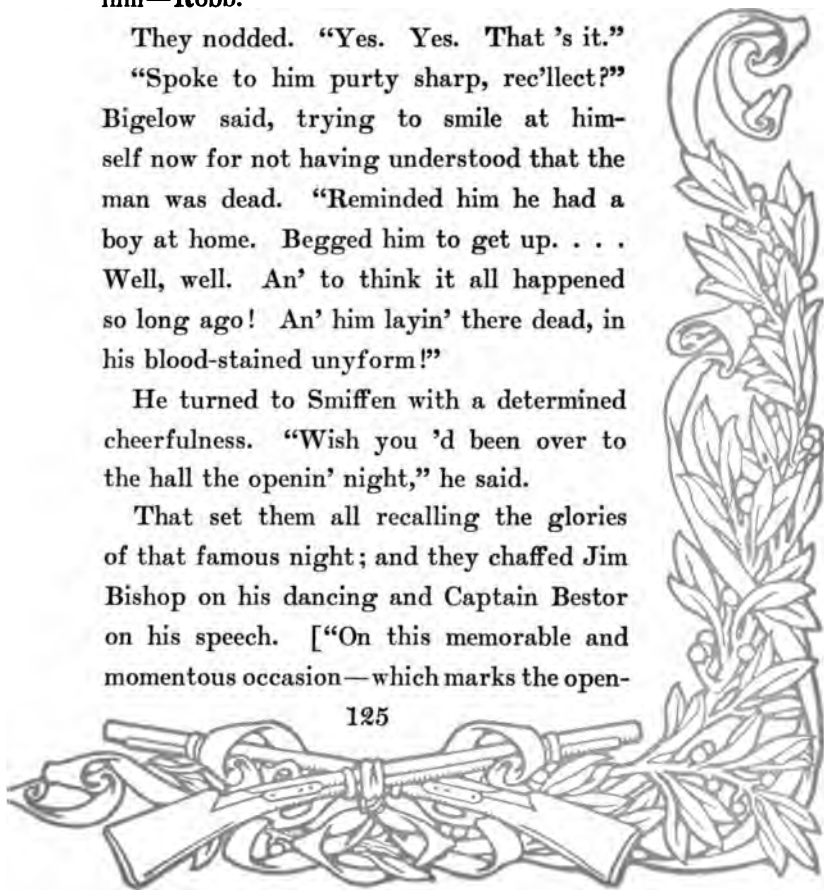 him—Robb.
They nodded. “Yes. Yes. That ’s it.”
“Spoke to him purty sharp, rec’llect?”
Bigelow said, trying to smile at him-
self now for not having understood that the
man was dead. “Reminded him he had a
boy at home. Begged him to get up. . . .
Well, well. An’ to think it all happened
so long ago! An’ him layin’ there dead, in
his blood-stained unyform!”
He turned to Smiffen with a determined
cheerfulness. “Wish you ’d been over to
the hall the openin’ night,” he said.
That set them all recalling the glories
of that famous night; and they chaffed Jim
Bishop on his dancing and Captain Bestor
on his speech. [“On this memorable and
momentous occasion—which marks the open-
125